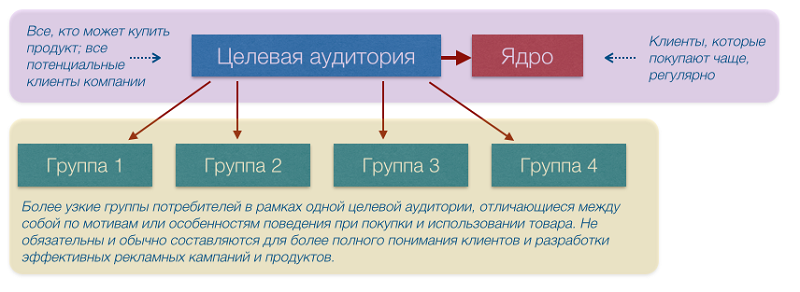 Все, кто может купить
продукт; все
потенциальные
клиенты компании
Целевая аудитория
Ядро
Клиенты, которые
покупают чаще,
регулярно
Группа 1
Группа 2
Группа 3
Группа 4
Более узкие группы потребителей в рамках одной целевой аудитории, отличающиеся между
собой по мотивам или особенностям поведения при покупки и использовании товара. Не
обязательны и обычно составляются для более полного понимания клиентов и разработки
эффективных рекламных кампаний и продуктов.